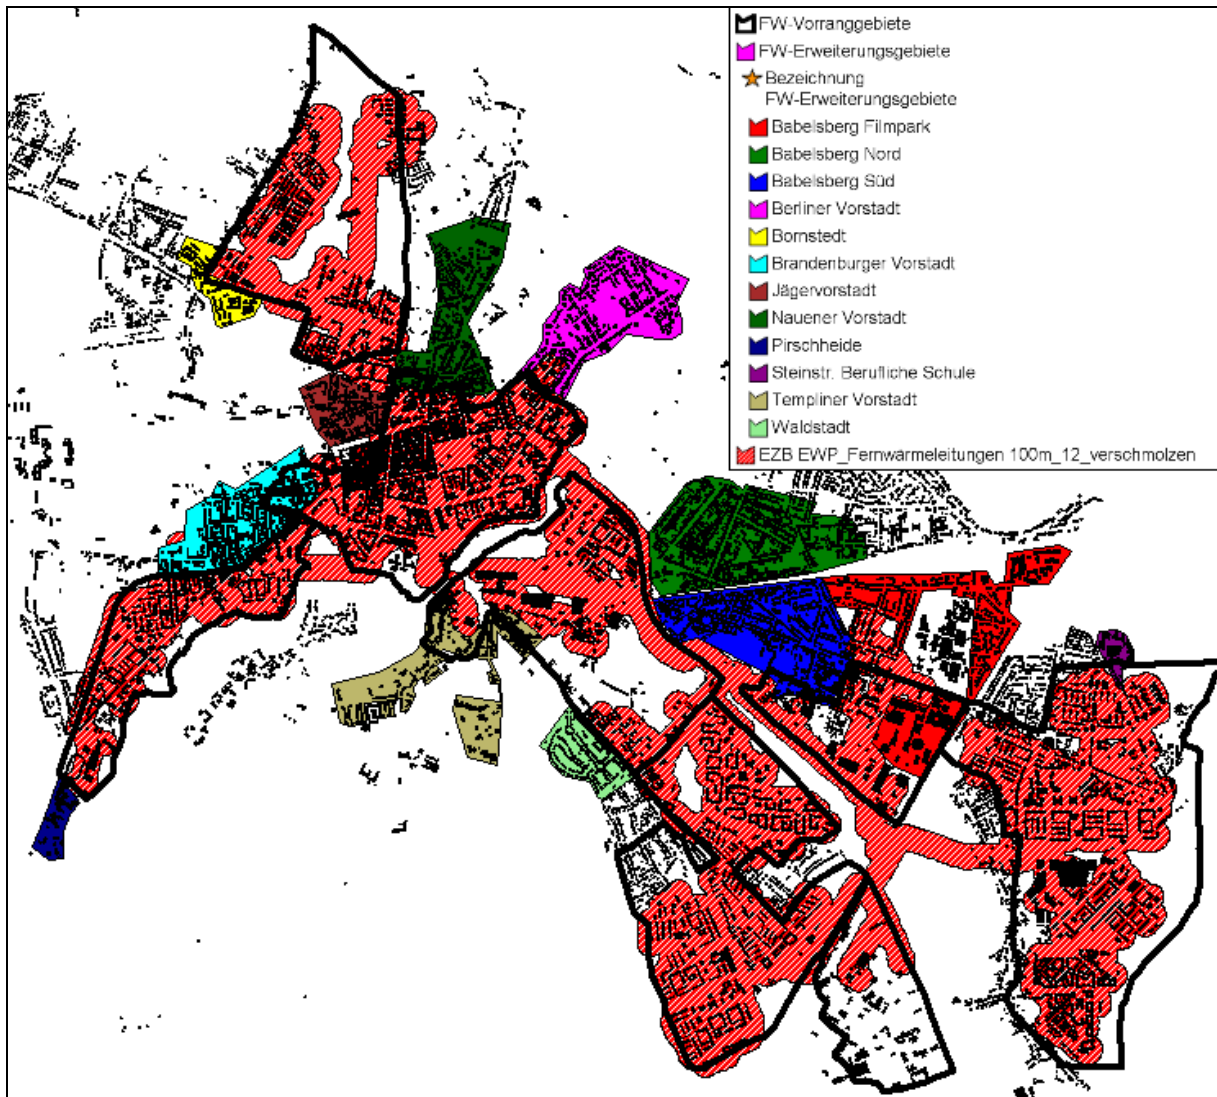 FW-Vorranggebiete
FW-Erweiterungsgebiete
Bezeichnung
FW-Erweiterungsgebiete
Babelsberg Filmpark
Babelsberg Nord
Babelsberg Süd
Berliner Vorstadt
Bornstedt
Brandenburger Vorstadt
Jägervorstadt
Nauener Vorstadt
Pirschheide
Steinstr. Berufliche Schule
Templiner Vorstadt
Waldstadt
EZB EWP_Fernwärmeleitungen 100m_12_verschmolzen